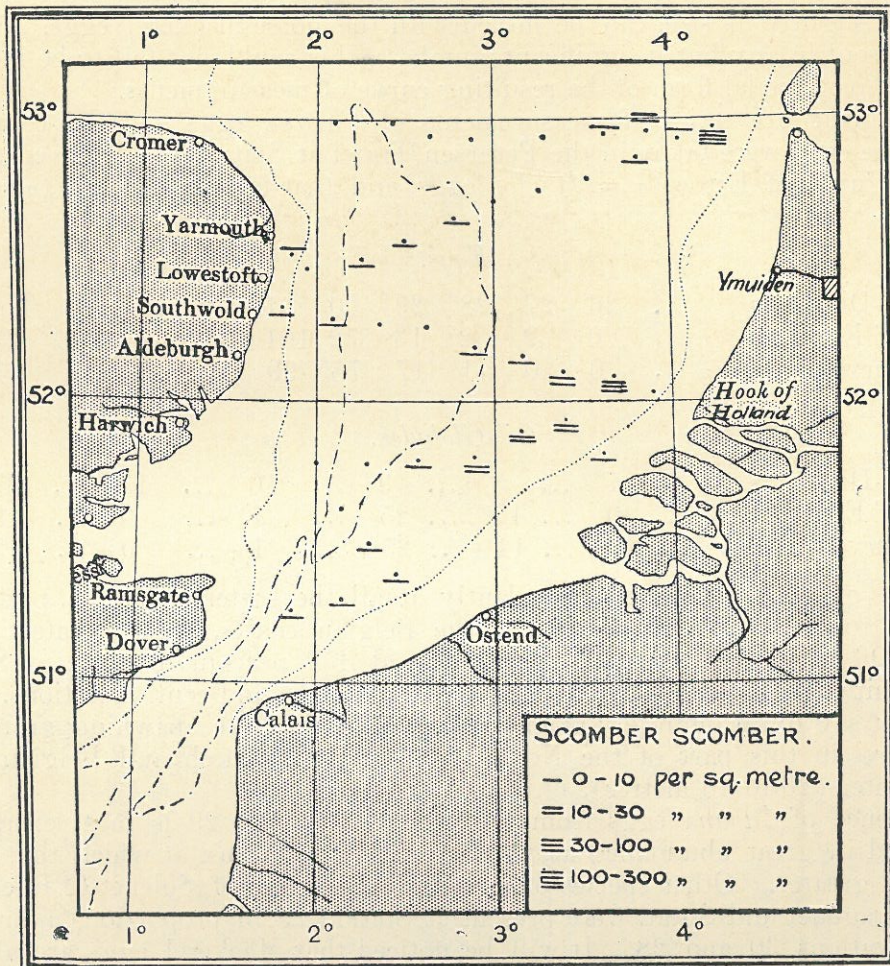 1° 2° 3° 4°
53° 53°
Cromer
Yarmouth
Lowestoft
Southwold
Ymuiden
Aldeburgh
52° 52°
Hook of
Holland
Harwich
ess
Ramsgate
Ostend
Dover
51° 51°
Calais
SCOMBER SCOMBER.
0-10 per sq. metre.
10-30 " " "
30-100 " " "
100-300 " " "
1° 2° 3° 4°